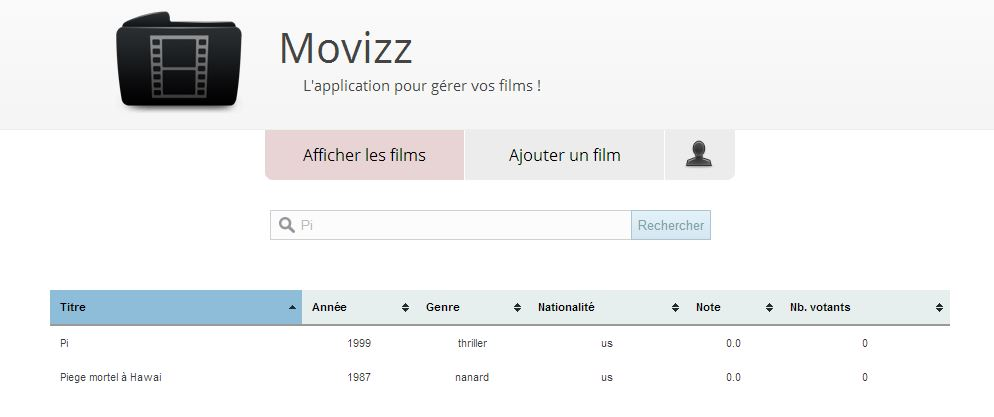 Movizz
L'application pour gérer vos films !
Afficher les films Ajouter un film
Pi Rechercher
Titre Année Genre Nationalité Note Nb. votants
Pi 1999 thriller us 0.0 0
Piege mortel à Hawai 1987 nanard us 0.0 0